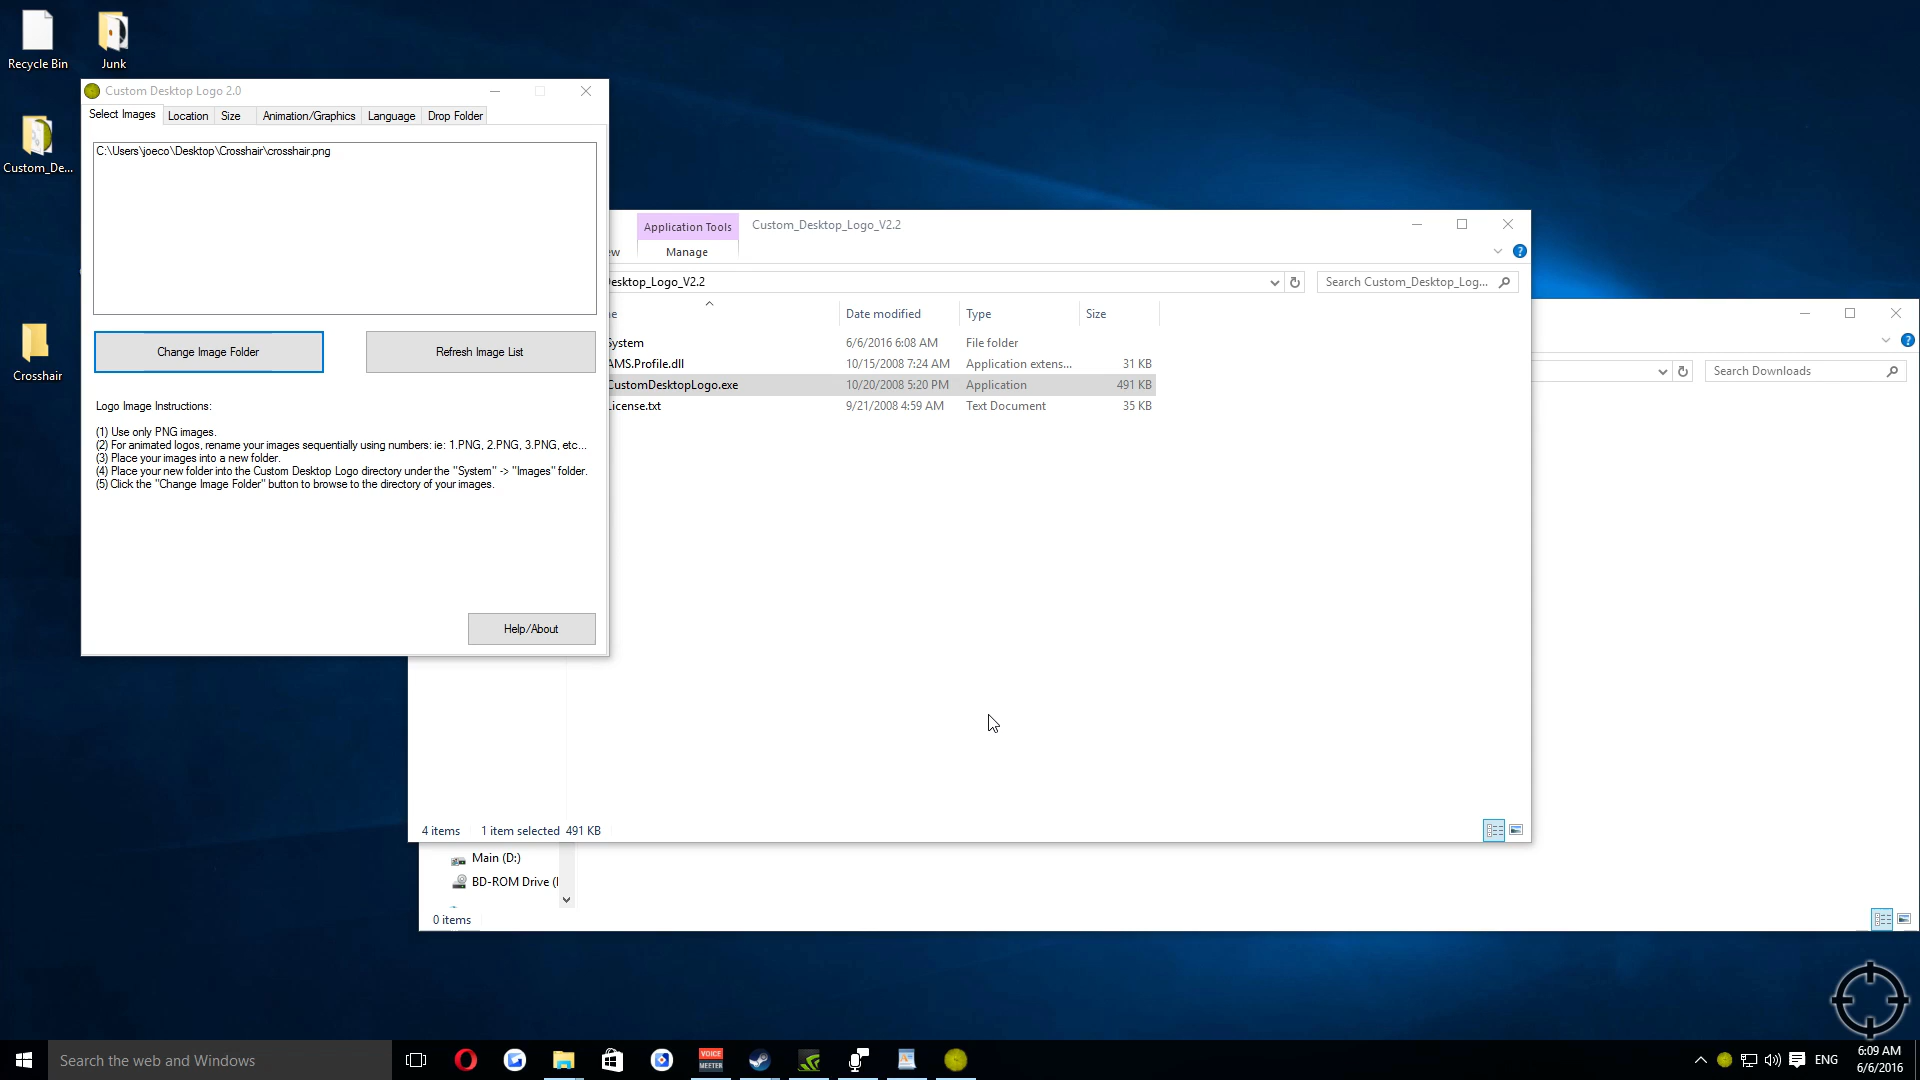 Recycle Bin
Junk
Custom_De...
Crosshair
Custom Desktop Logo 2.0
Select Images
Location
Size
Animation/Graphics
Language
Drop Folder
C:\Users\joeco\Desktop\Crosshair\crosshair.png
Change Image Folder
Refresh Image List
Logo Image Instructions:
(1) Use only PNG images.
(2) For animated logos, rename your images sequentially using numbers: ie: 1.PNG, 2.PNG, 3.PNG, etc...
(3) Place your images into a new folder.
(4) Place your new folder into the Custom Desktop Logo directory under the "System" -> "Images" folder.
(5) Click the "Change Image Folder" button to browse to the directory of your images.
Help/About
Application Tools
Custom_Desktop_Logo_V2.2
ew
Manage
Desktop_Logo_V2.2
Search Custom_Desktop_Log...
ne
Date modified
Type
Size
System
6/6/2016 6:08 AM
File folder
AMS.Profile.dll
10/15/2008 7:24 AM
Application extens...
31 KB
CustomDesktopLogo.exe
10/20/2008 5:20 PM
Application
491 KB
License.txt
9/21/2008 4:59 AM
Text Document
35 KB
4 items
1 item selected 491 KB
Search Downloads
Main (D:)
BD-ROM Drive (
0 items
Search the web and Windows
VOICE
MEETER
ENG
6:09 AM
6/6/2016